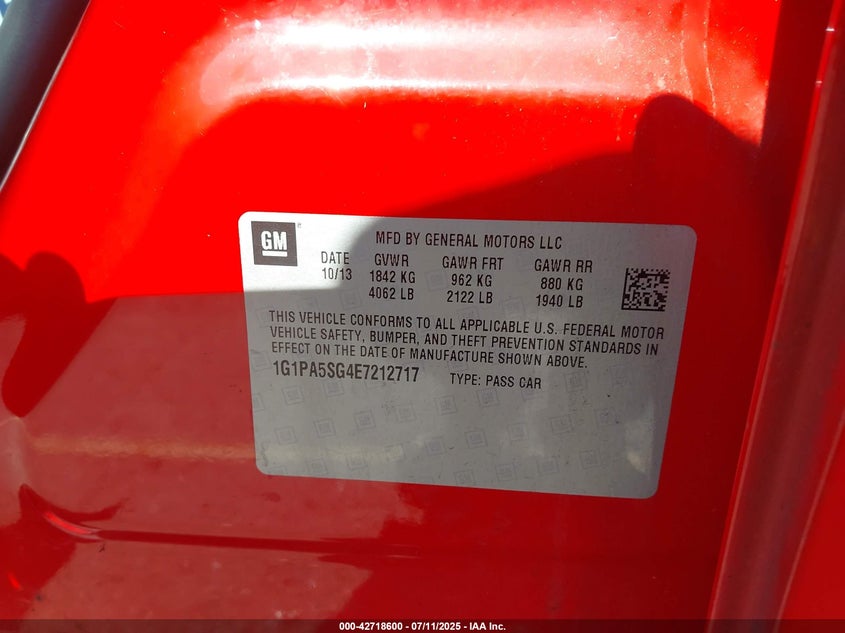 GM
MFD BY GENERAL MOTORS LLC
DATE GVWR GAWR FRT GAWR RR
10/13 1842 KG 962 KG 880 KG
4062 LB 2122 LB 1940 LB
THIS VEHICLE CONFORMS TO ALL APPLICABLE U.S. FEDERAL MOTOR
VEHICLE SAFETY, BUMPER, AND THEFT PREVENTION STANDARDS IN
EFFECT ON THE DATE OF MANUFACTURE SHOWN ABOVE.
1G1PA5SG4E7212717 TYPE: PASS CAR
000-42718600 - 07/11/2025 - IAA Inc.